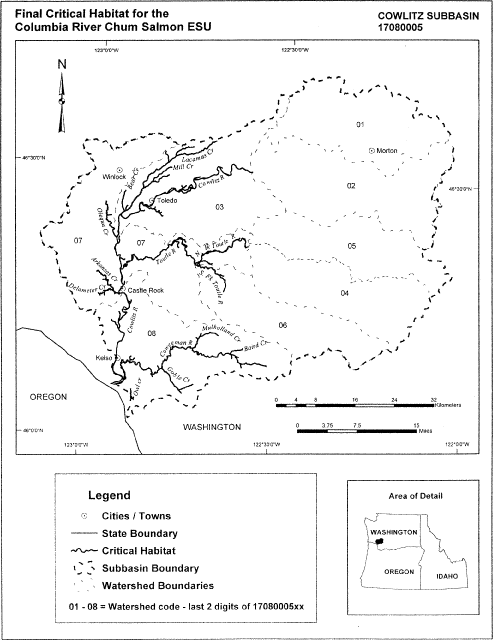 Final Critical Habitat for the
Columbia River Chum Salmon ESU
COWLITZ SUBBASIN
17080005
123°0'0"W
122°30'0"W
N
01
Morton
46°30'0"N
46°30'0"N
Lacamas Cr
Mill Cr
Bear Cr
Winlock
Cowlitz R
02
Toledo
03
Olequa Cr
07
07
N. Fk Toutle R
05
Toutle R
Arkansas Cr
S. Fk Toutle R
Delameter Cr
Castle Rock
04
Cowlitz R
06
08
Mulholland Cr
Coweeman R
Baird Cr
Kelso
Goble Cr
Owl Cr
OREGON
WASHINGTON
0 4 8 16 24 32
Kilometers
0 3.75 7.5 15
Miles
46°0'0"N
123°0'0"W
122°30'0"W
122°0'0"W
Legend
Cities / Towns
State Boundary
Critical Habitat
Subbasin Boundary
Watershed Boundaries
01 - 08 = Watershed code - last 2 digits of 17080005xx
Area of Detail
WASHINGTON
OREGON
IDAHO